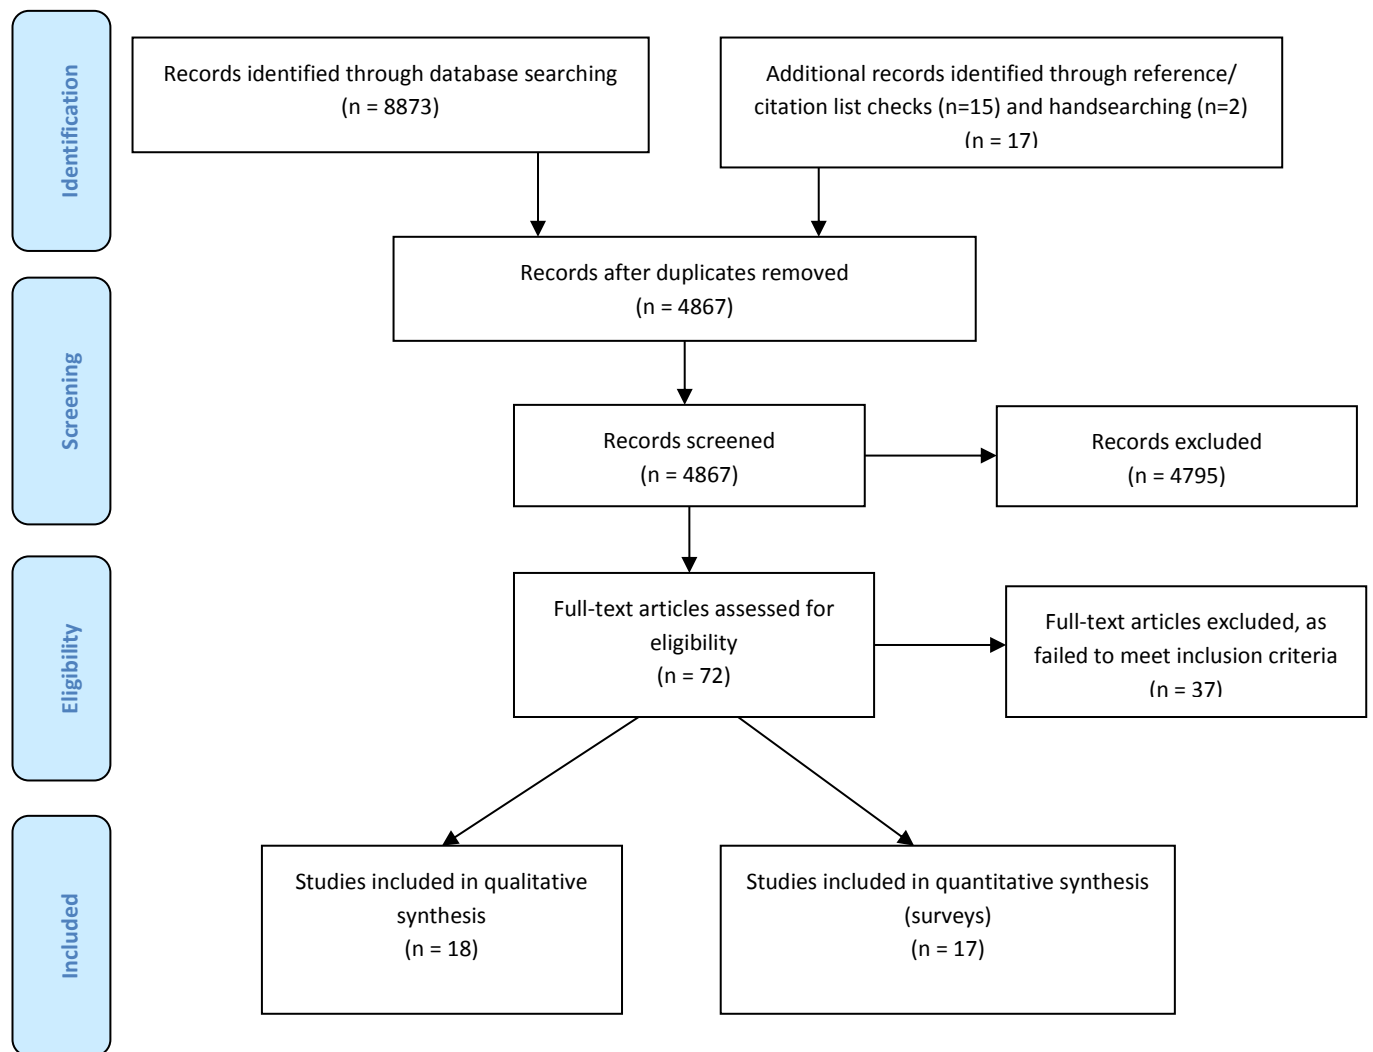 Identification
Records identified through database searching
(n = 8873)
Additional records identified through reference/
citation list checks (n=15) and handsearching (n=2)
(n = 17)
Records after duplicates removed
(n = 4867)
Screening
Records screened
(n = 4867)
Records excluded
(n = 4795)
Eligibility
Full-text articles assessed for
eligibility
(n = 72)
Full-text articles excluded, as
failed to meet inclusion criteria
(n = 37)
Included
Studies included in qualitative
synthesis
(n = 18)
Studies included in quantitative synthesis
(surveys)
(n = 17)